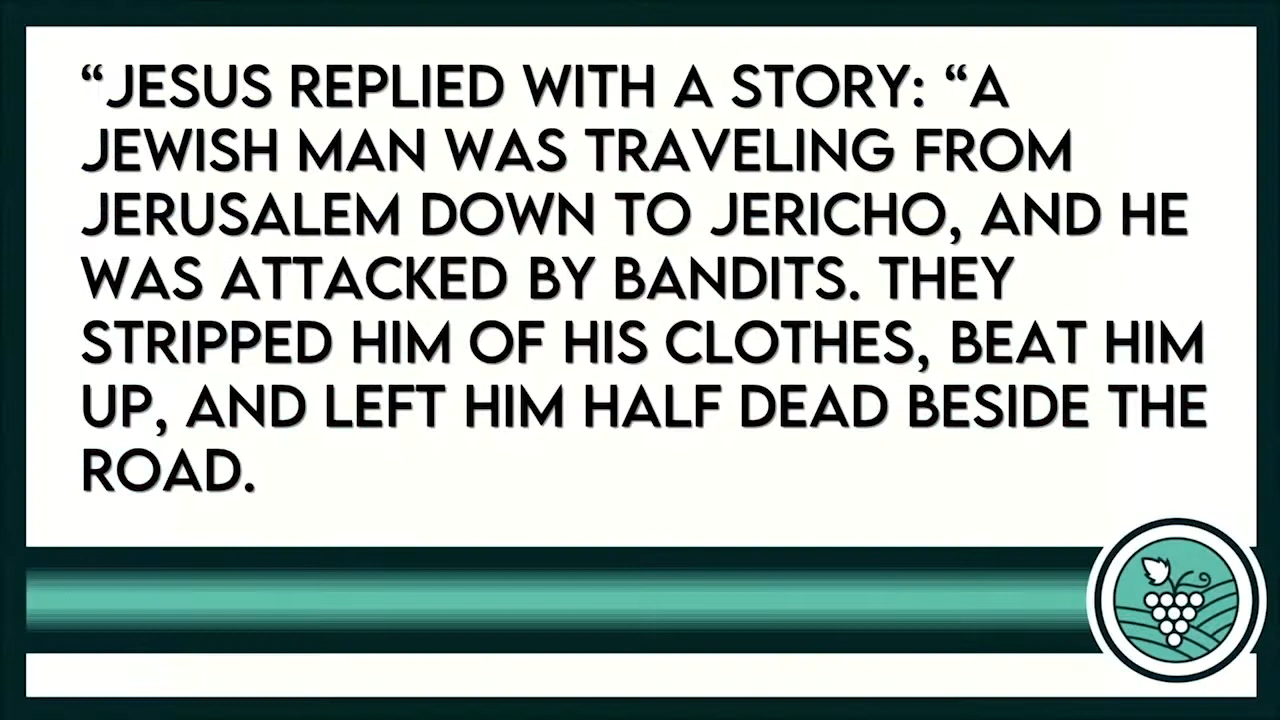 “JESUS REPLIED WITH A STORY: “A
JEWISH MAN WAS TRAVELING FROM
JERUSALEM DOWN TO JERICHO, AND HE
WAS ATTACKED BY BANDITS. THEY
STRIPPED HIM OF HIS CLOTHES, BEAT HIM
UP, AND LEFT HIM HALF DEAD BESIDE THE
ROAD.